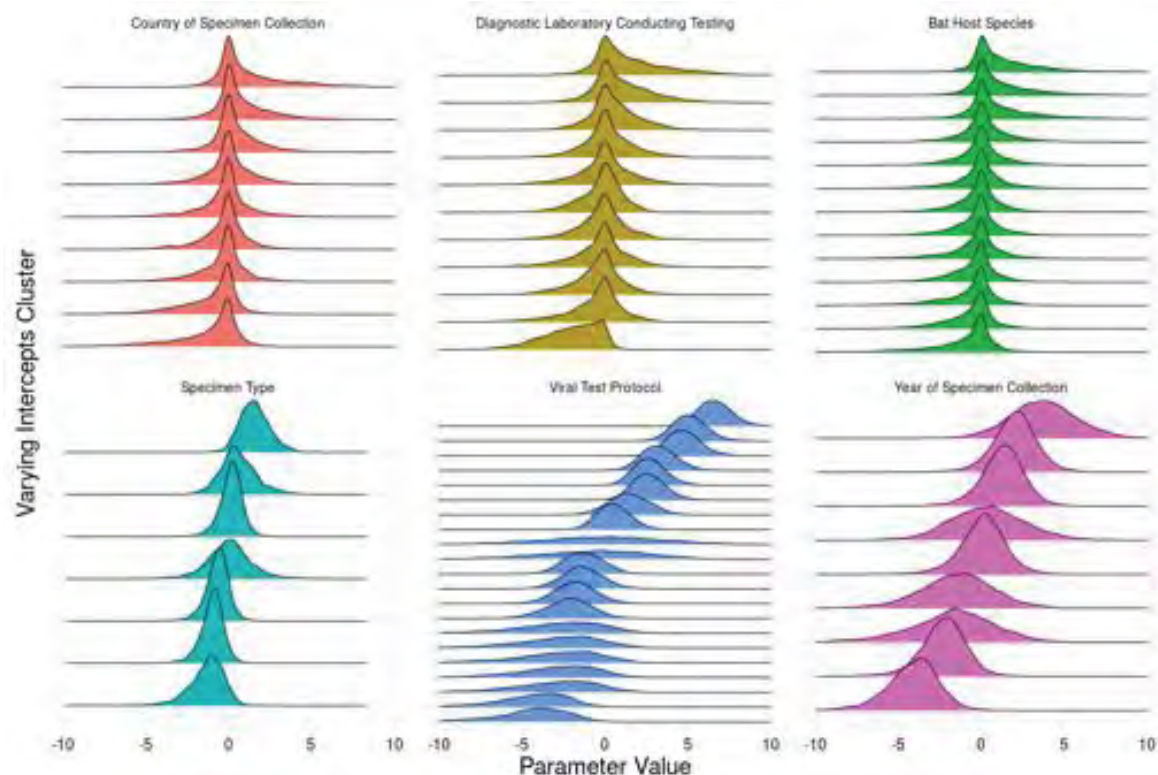 Country of Specimen Collection
Diagnostic Laboratory Conducting Testing
Bat Host Species
Varying Intercepts Cluster
Specimen Type
Viral Test Protocol
Year of Specimen Collection
-10 -5 0 5 10
-10 -5 0 5 10
-10 -5 0 5 10
Parameter Value